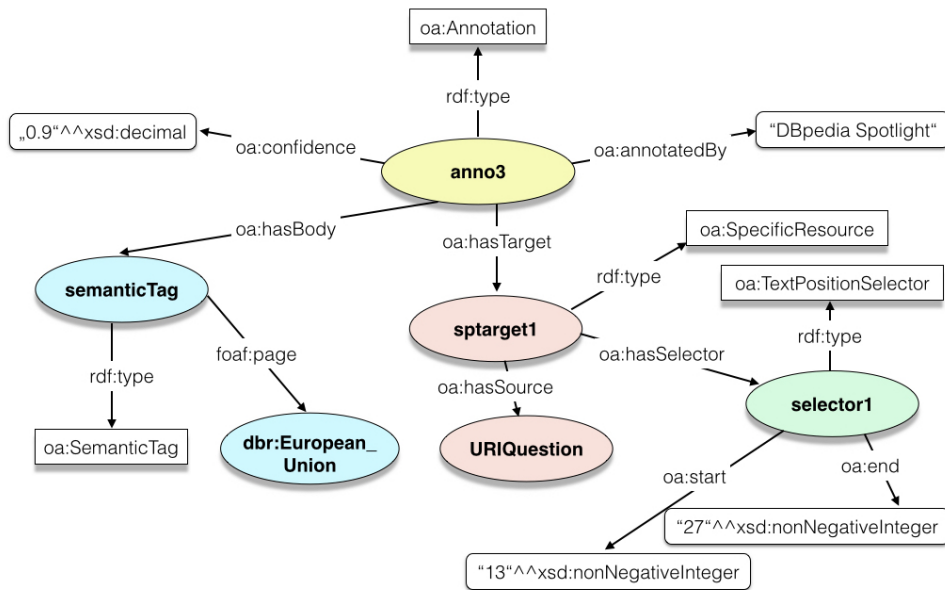 oa:Annotation
rdf:type
„0.9“^^xsd:decimal
“DBpedia Spotlight“
oa:confidence
oa:annotatedBy
anno3
oa:hasBody
oa:hasTarget
oa:SpecificResource
rdf:type
semanticTag
oa:TextPositionSelector
sptarget1
rdf:type
foaf:page
oa:hasSelector
rdf:type
oa:hasSource
selector1
oa:SemanticTag
dbr:European_
Union
URIQuestion
oa:end
oa:start
“27“^^xsd:nonNegativeInteger
“13“^^xsd:nonNegativeInteger